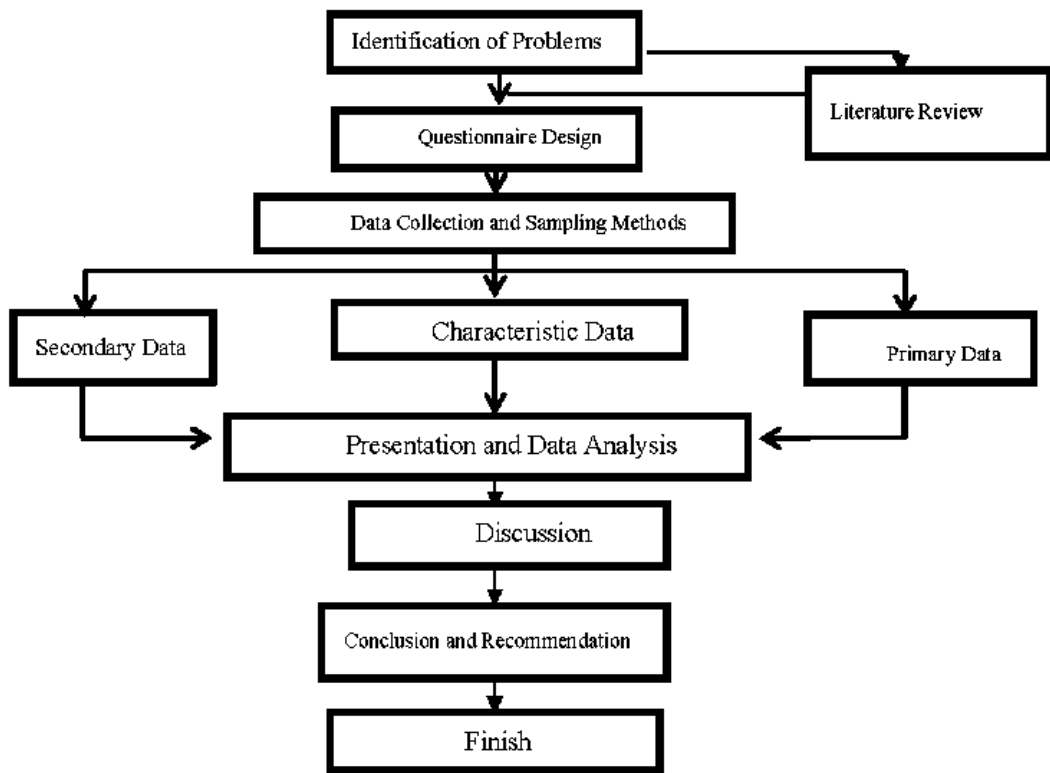 Identification of Problems
Literature Review
Questionnaire Design
Data Collection and Sampling Methods
Secondary Data
Characteristic Data
Primary Data
Presentation and Data Analysis
Discussion
Conclusion and Recommendation
Finish